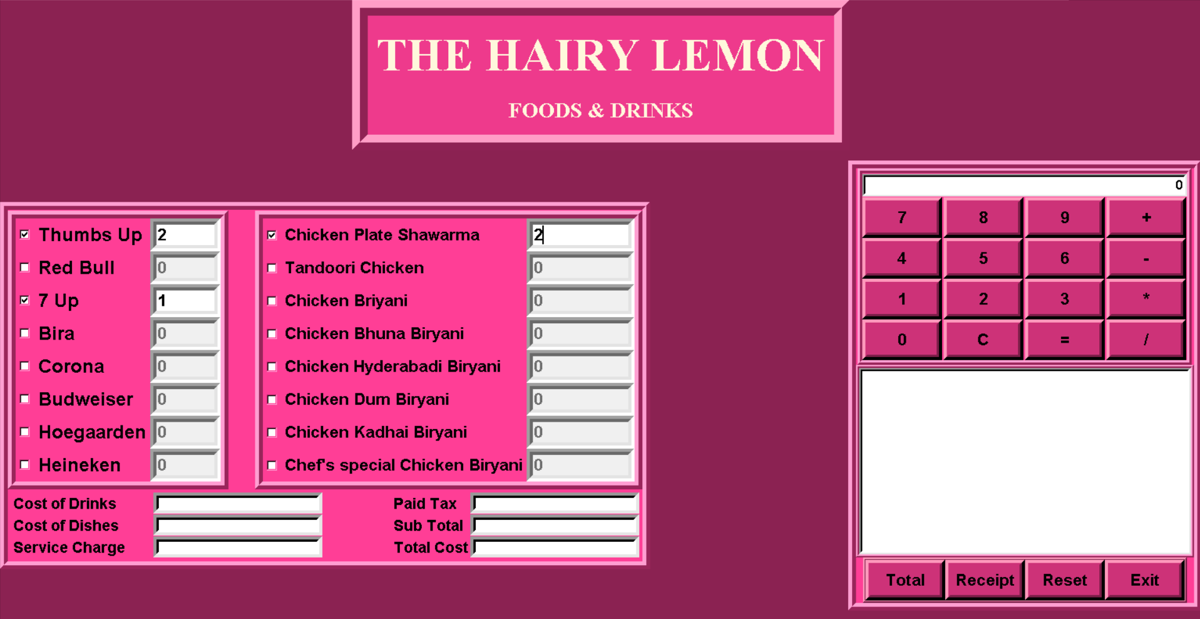 THE HAIRY LEMON
FOODS & DRINKS
0
7 8 9 +
4 5 6 -
1 2 3 *
0 C = /
Thumbs Up 2 Chicken Plate Shawarma 2
Red Bull 0 Tandoori Chicken 0
7 Up 1 Chicken Briyani 0
Bira 0 Chicken Bhuna Biryani 0
Corona 0 Chicken Hyderabadi Biryani 0
Budweiser 0 Chicken Dum Biryani 0
Hoegaarden 0 Chicken Kadhai Biryani 0
Heineken 0 Chef's special Chicken Biryani 0
Cost of Drinks Paid Tax
Cost of Dishes Sub Total
Service Charge Total Cost
Total Receipt Reset Exit